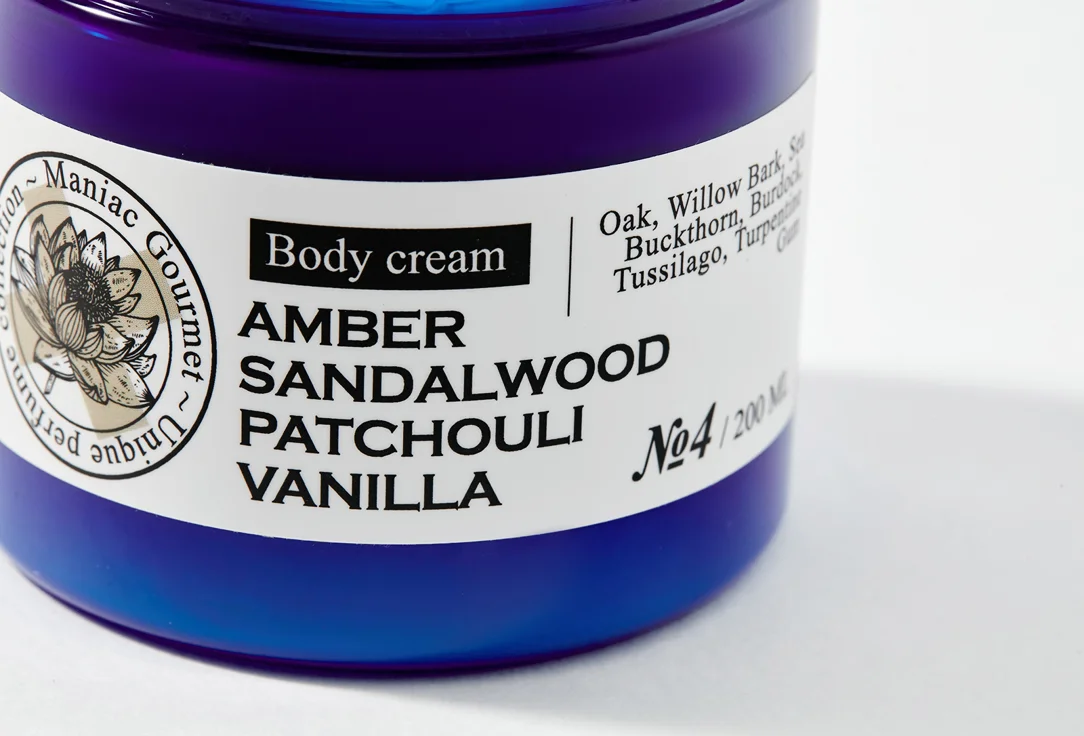 ~ Maniac Gourmet ~ Unique perfume collection
Body cream
AMBER
SANDALWOOD
PATCHOULI
VANILLA
Oak, Willow Bark, Sea
Buckthorn, Burdock,
Tussilago, Turpentine
Gum
№4 / 200 ML